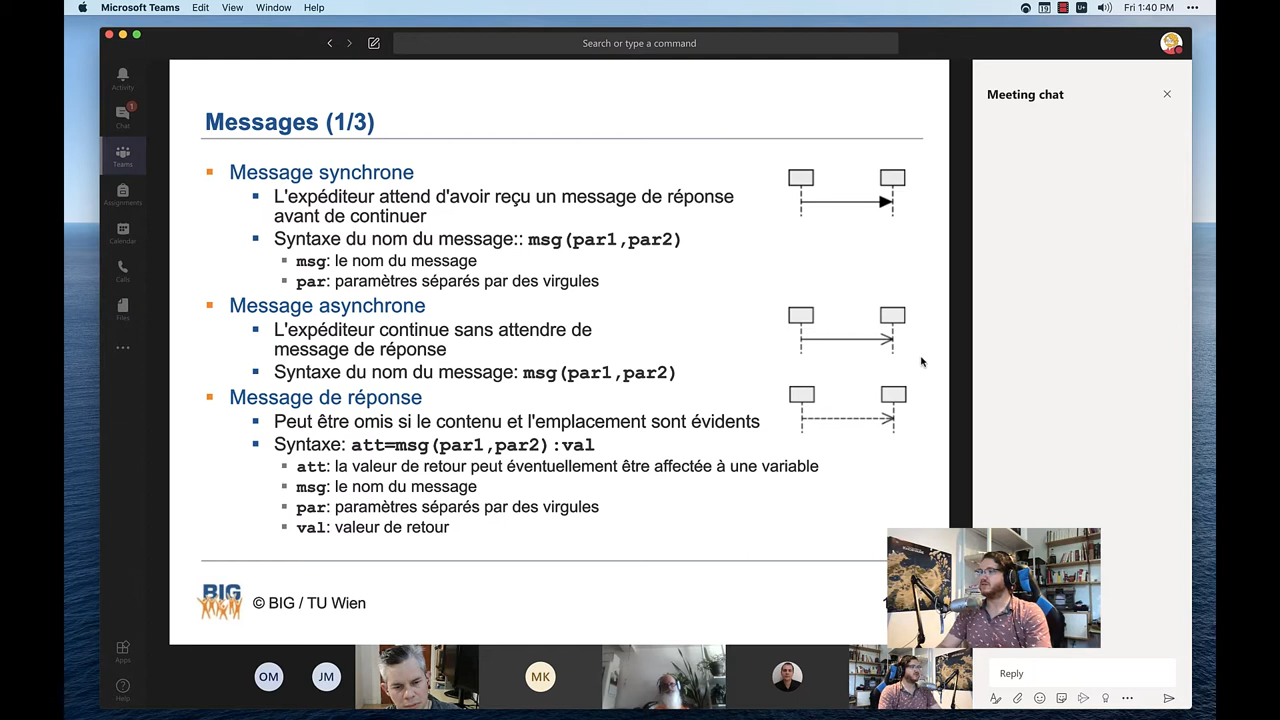 Microsoft Teams Edit View Window Help
19 U+ Fri 1:40 PM
Search or type a command
Activity
Chat
1
Teams
Assignments
Calendar
Calls
Files
Apps
Help
Messages (1/3)
Message synchrone
L'expéditeur attend d'avoir reçu un message de réponse
avant de continuer
Syntaxe du nom du message:: msg(par1,par2)
msg: le nom du message
par: paramètres séparés par des virgules
Message asynchrone
L'expéditeur continue sans attendre de
message de réponse
Syntaxe du nom du message: msg(par1,par2)
Message de réponse
Peut être omis si le contenu et l'emplacement sont évidents
Syntaxe: att=msg(par1,par2):val
att: la valeur de retour peut éventuellement être affectée à une variable
msg: le nom du message
par: paramètres séparés par des virgules
val: valeur de retour
BIG
© BIG / TU Wien
Meeting chat
OM
JM
MK
Reply